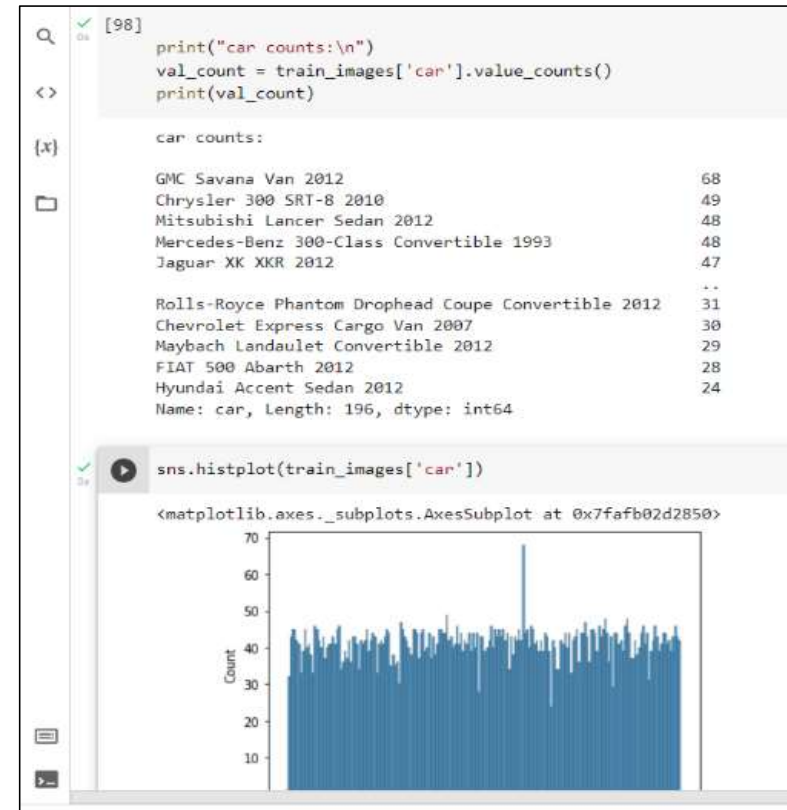 [98]
0s
print("car counts:\n")
val_count = train_images['car'].value_counts()
print(val_count)
{x}
car counts:
GMC Savana Van 2012 68
Chrysler 300 SRT-8 2010 49
Mitsubishi Lancer Sedan 2012 48
Mercedes-Benz 300-Class Convertible 1993 48
Jaguar XK XKR 2012 47
..
Rolls-Royce Phantom Drophead Coupe Convertible 2012 31
Chevrolet Express Cargo Van 2007 30
Maybach Landaulet Convertible 2012 29
FIAT 500 Abarth 2012 28
Hyundai Accent Sedan 2012 24
Name: car, Length: 196, dtype: int64
sns.histplot(train_images['car'])
<matplotlib.axes._subplots.AxesSubplot at 0x7fafb02d2850>
70
60
50
40
30
20
10
Count